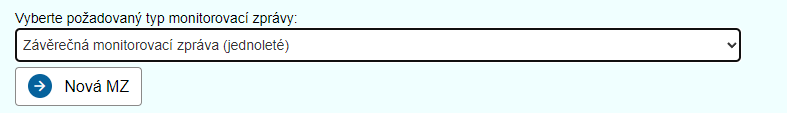 Vyberte požadovaný typ monitorovací zprávy:
Závěrečná monitorovací zpráva (jednoleté)
Nová MZ